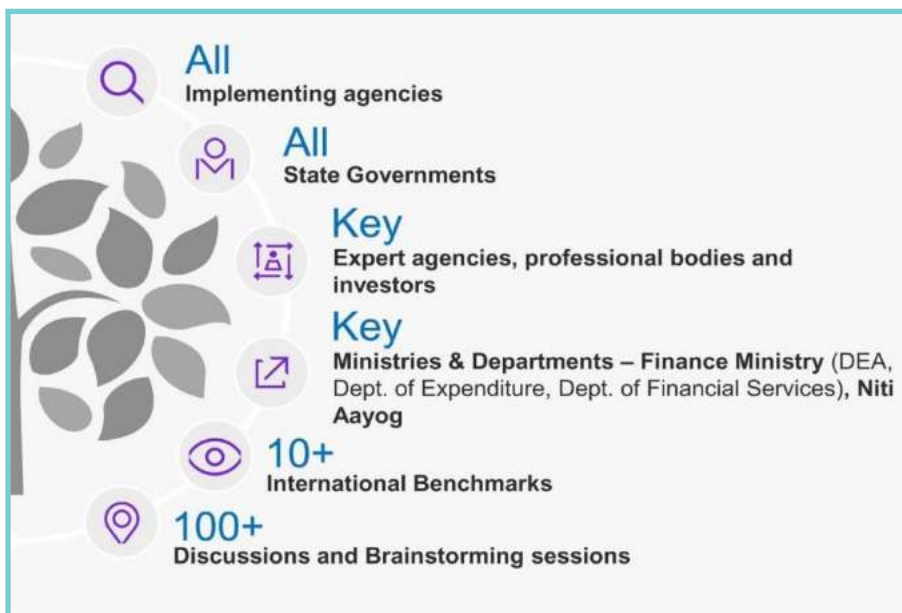 All
Implementing agencies
All
State Governments
Key
Expert agencies, professional bodies and
investors
Key
Ministries & Departments – Finance Ministry (DEA,
Dept. of Expenditure, Dept. of Financial Services), Niti
Aayog
10+
International Benchmarks
100+
Discussions and Brainstorming sessions